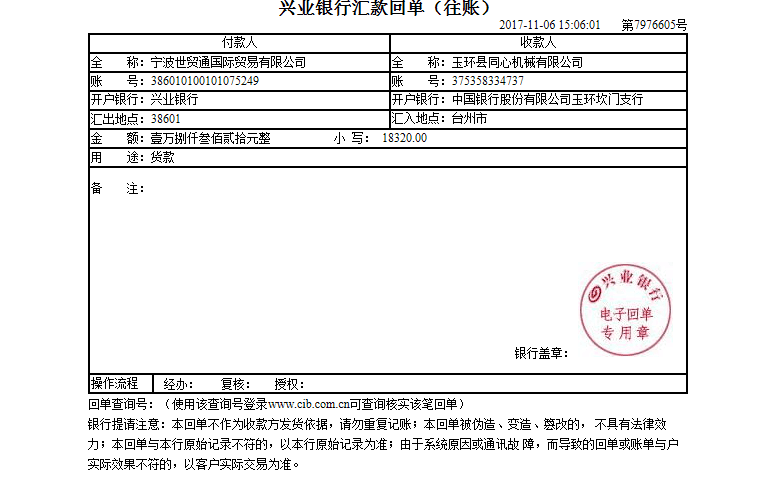 兴业银行汇款回单（往账）
2017-11-06 15:06:01 第7976605号
付款人 收款人
全 称：宁波世贸通国际贸易有限公司 全 称：玉环县同心机械有限公司
账 号：386010100101075249 账 号：375358334737
开户银行：兴业银行 开户银行：中国银行股份有限公司玉环坎门支行
汇出地点：38601 汇入地点：台州市
金 额：壹万捌仟叁佰贰拾元整 小 写： 18320.00
用 途：货款
备 注：
兴业银行
电子回单
专用章
银行盖章：
操作流程 经办： 复核： 授权：
回单查询号：（使用该查询号登录www.cib.com.cn可查询核实该笔回单）
银行提请注意：本回单不作为收款方发货依据，请勿重复记账；本回单被伪造、变造、篡改的， 不具有法律效
力；本回单与本行原始记录不符的，以本行原始记录为准；由于系统原因或通讯故 障，而导致的回单或账单与户
实际效果不符的，以客户实际交易为准。